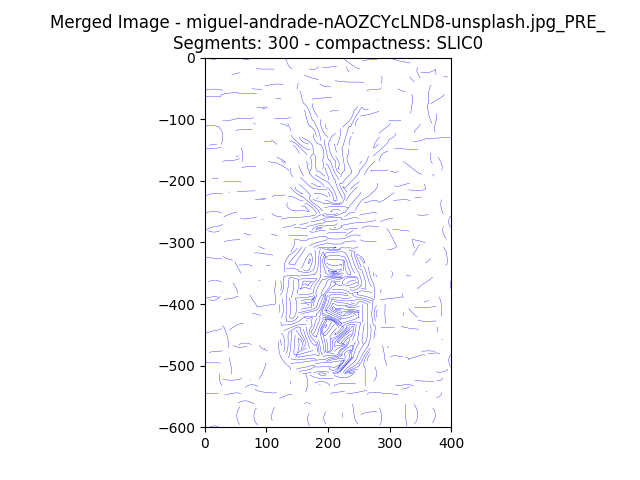 Merged Image - miguel-andrade-nAOZCYcLND8-unsplash.jpg_PRE_
Segments: 300 - compactness: SLIC0
0
−100
−200
−300
−400
−500
−600
0 100 200 300 400